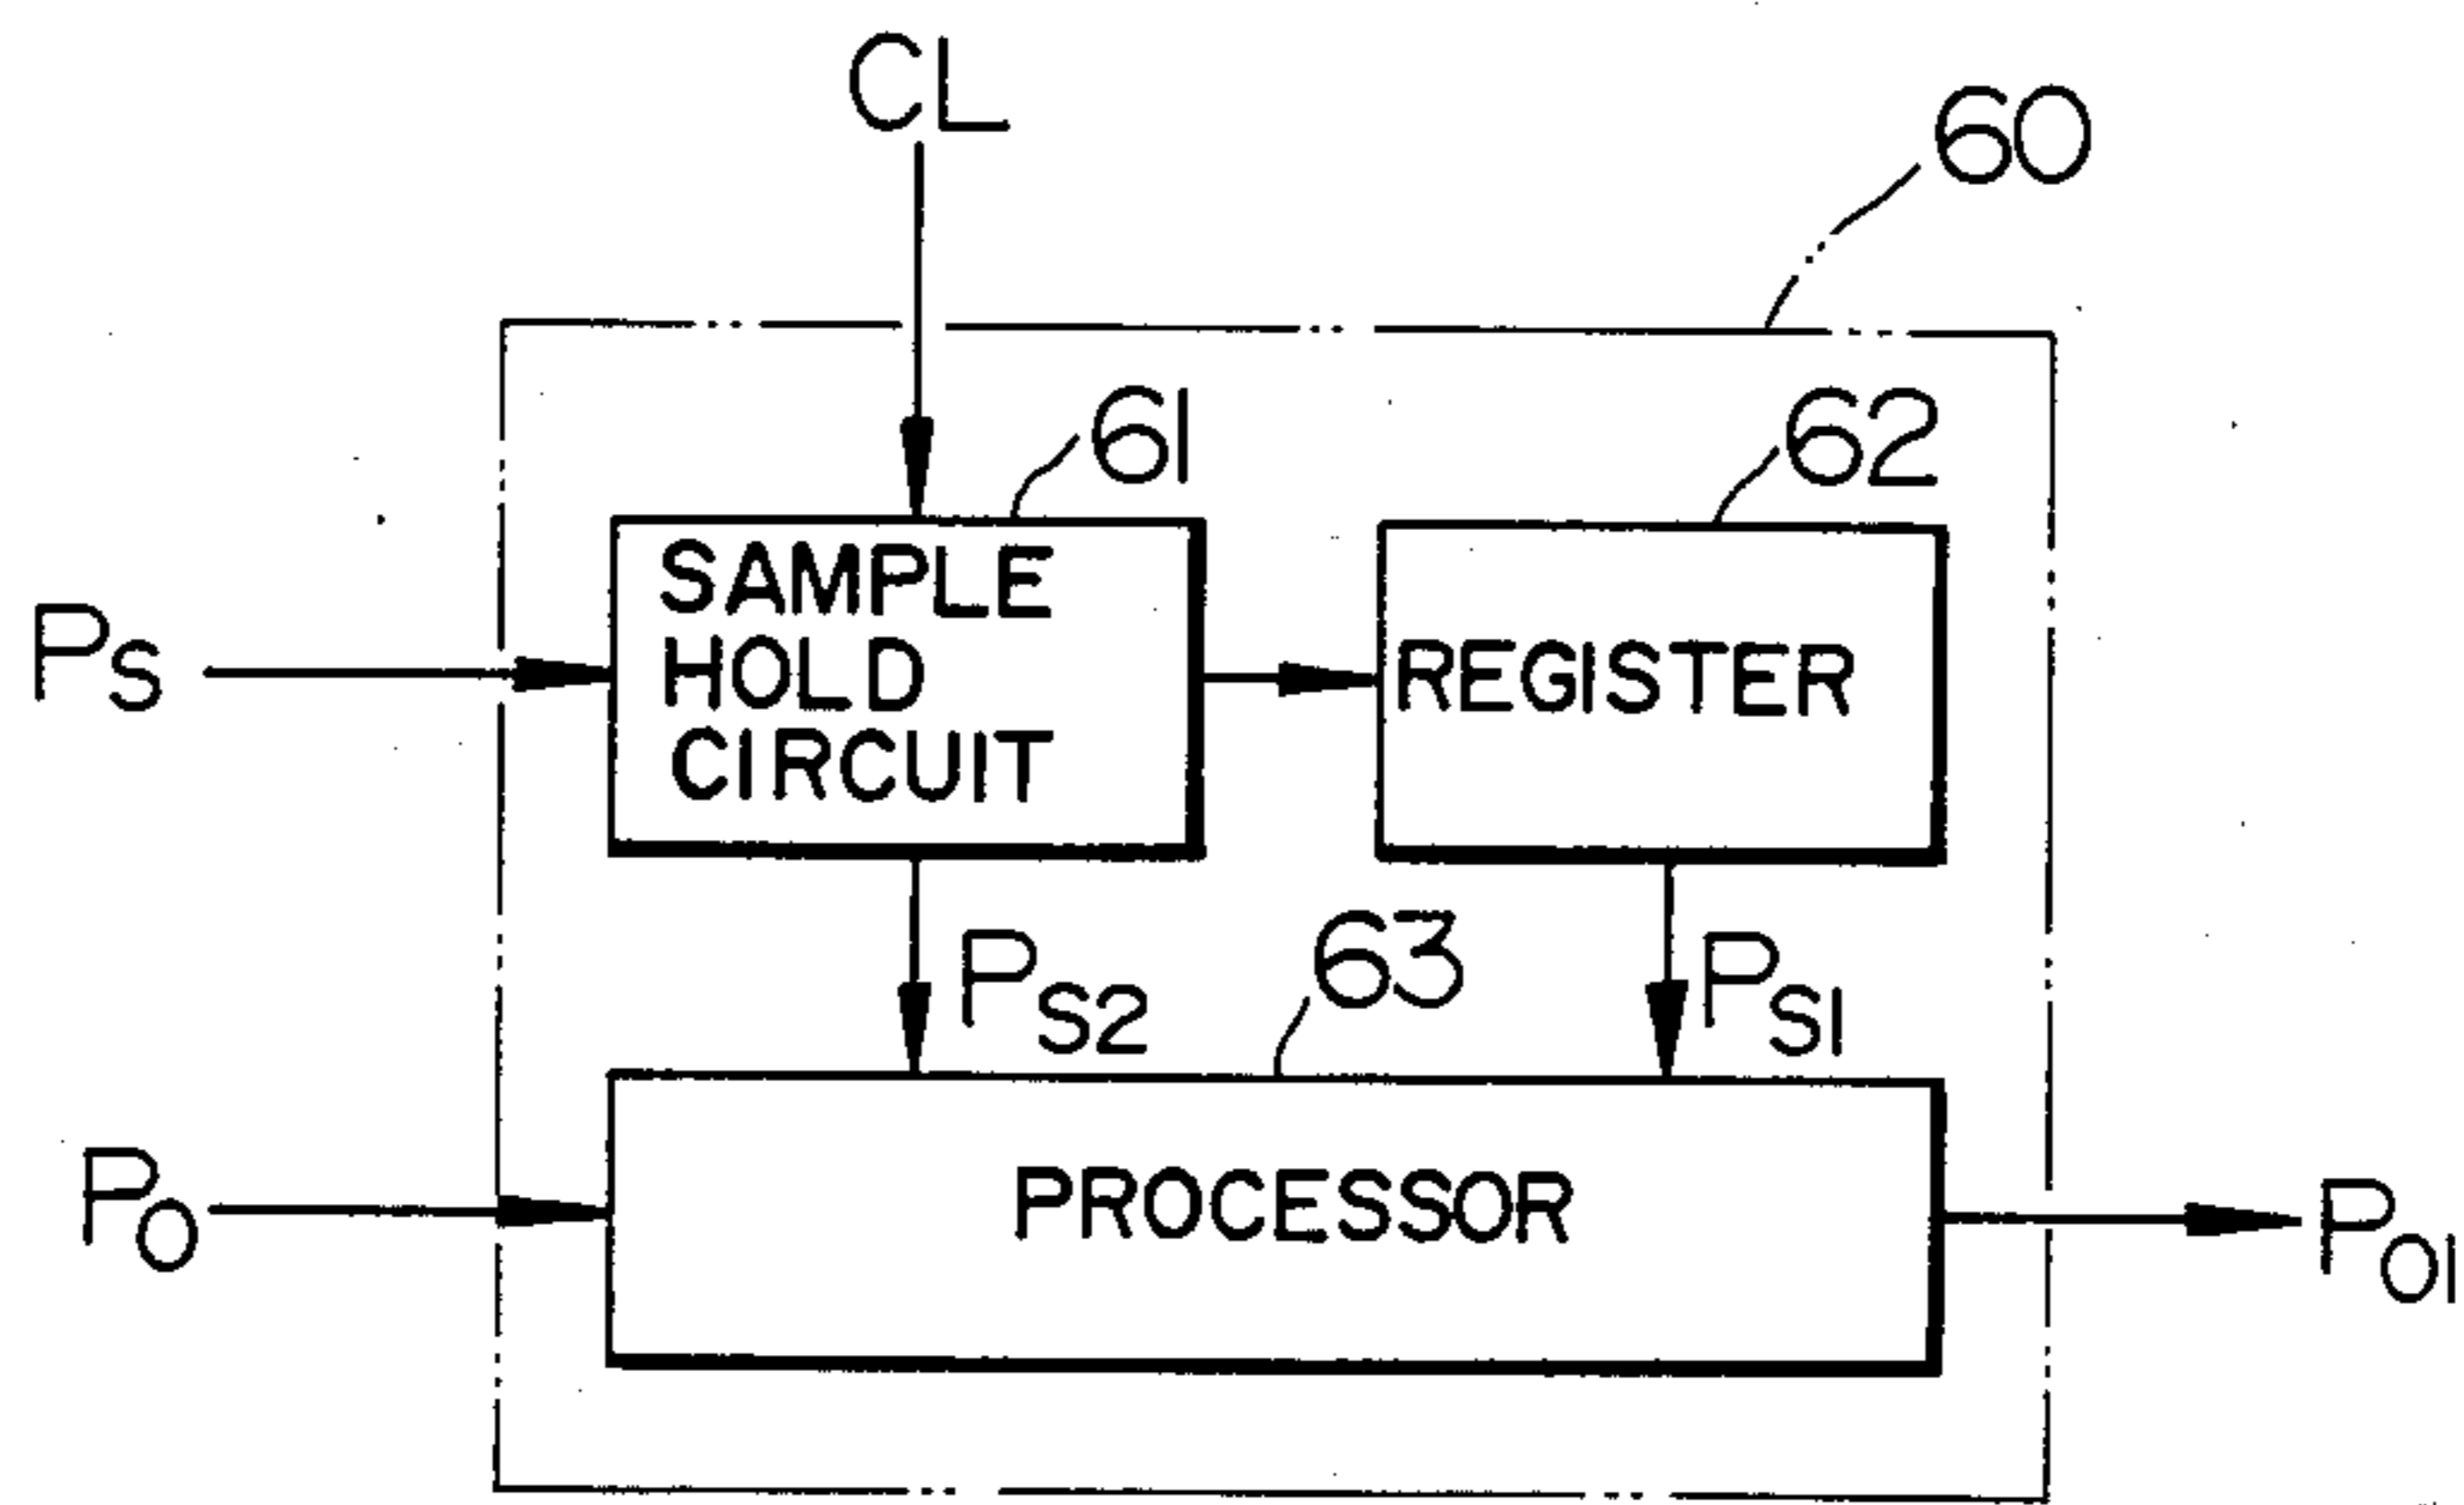 CL
60
61
62
SAMPLE
HOLD
CIRCUIT
REGISTER
PS
PS2
63
PS1
PO
PROCESSOR
PO1